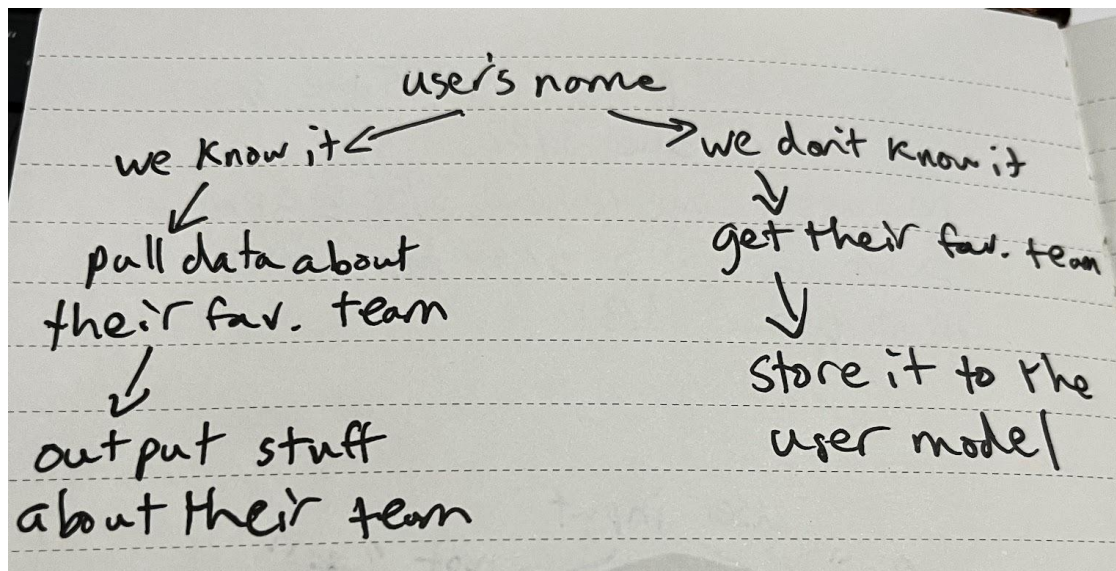 user's name
we know it
we don't know it
pull data about
their fav. team
get their fav. team
output stuff
about their team
store it to the
user model